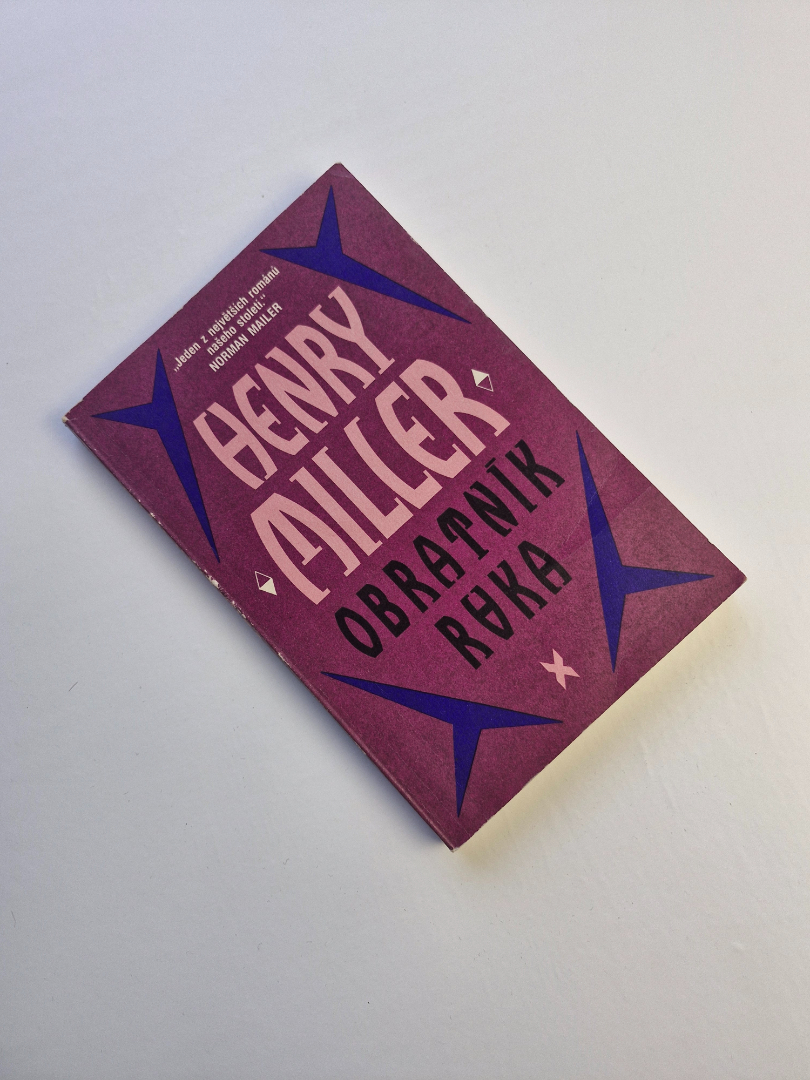 „Jeden z největších románů
našeho století.“
NORMAN MAILER
HENRY
MILLER
OBRATNÍK
RAKA